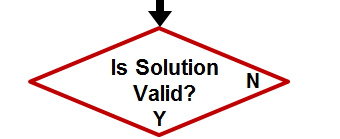 Is Solution
Valid?
N
Y